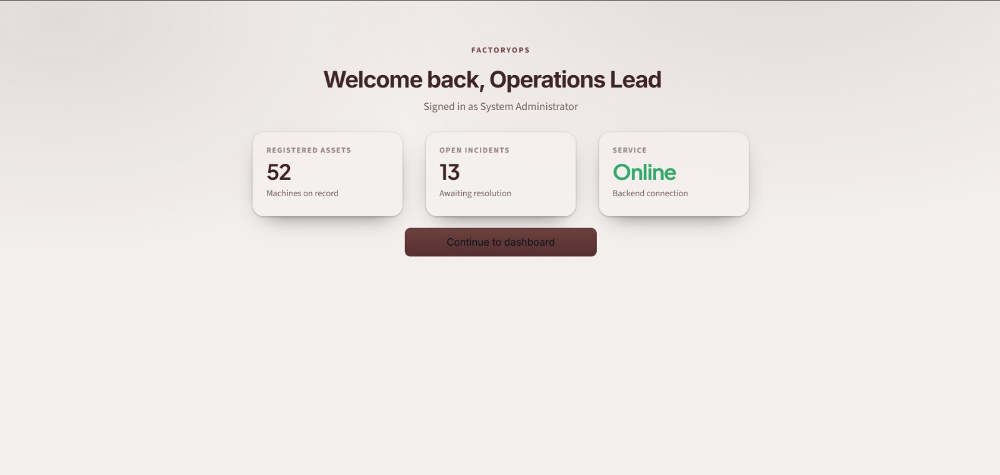 FACTORYOPS
Welcome back, Operations Lead
Signed in as System Administrator
REGISTERED ASSETS
52
Machines on record
OPEN INCIDENTS
13
Awaiting resolution
SERVICE
Online
Backend connection
Continue to dashboard